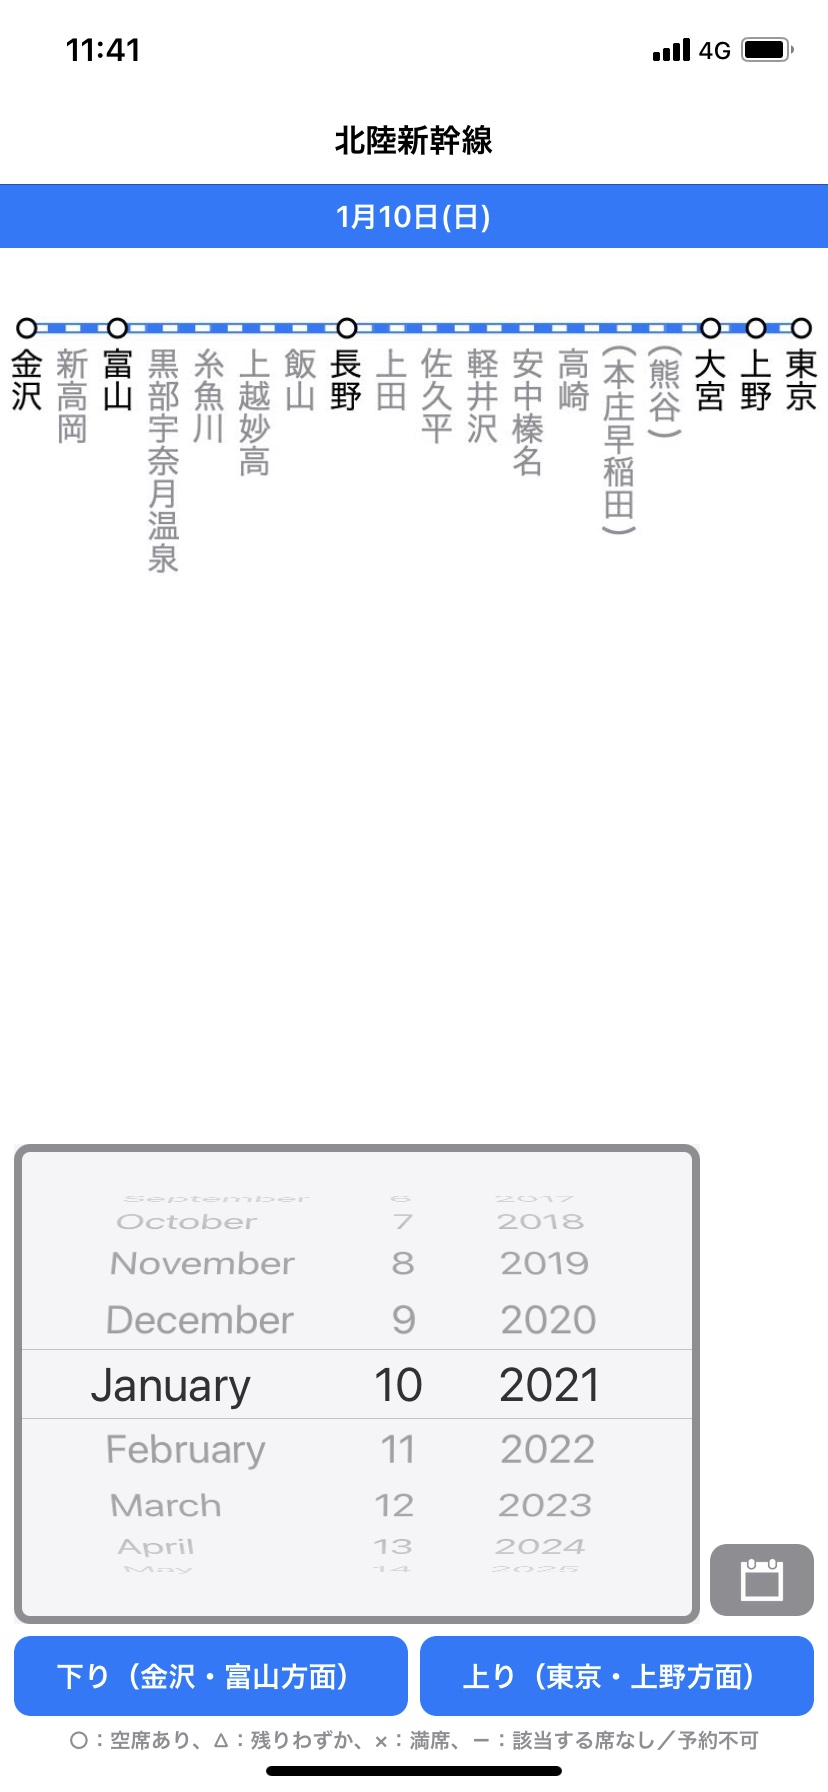 11:41
4G
北陸新幹線
1月10日(日)
金沢
新高岡
富山
黒部宇奈月温泉
糸魚川
上越妙高
飯山
長野
上田
佐久平
軽井沢
安中榛名
高崎
(本庄早稲田)
(熊谷)
大宮
上野
東京
September 6 2017
October 7 2018
November 8 2019
December 9 2020
January 10 2021
February 11 2022
March 12 2023
April 13 2024
May 14 2025
下り（金沢・富山方面）
上り（東京・上野方面）
○：空席あり、△：残りわずか、×：満席、ー：該当する席なし／予約不可